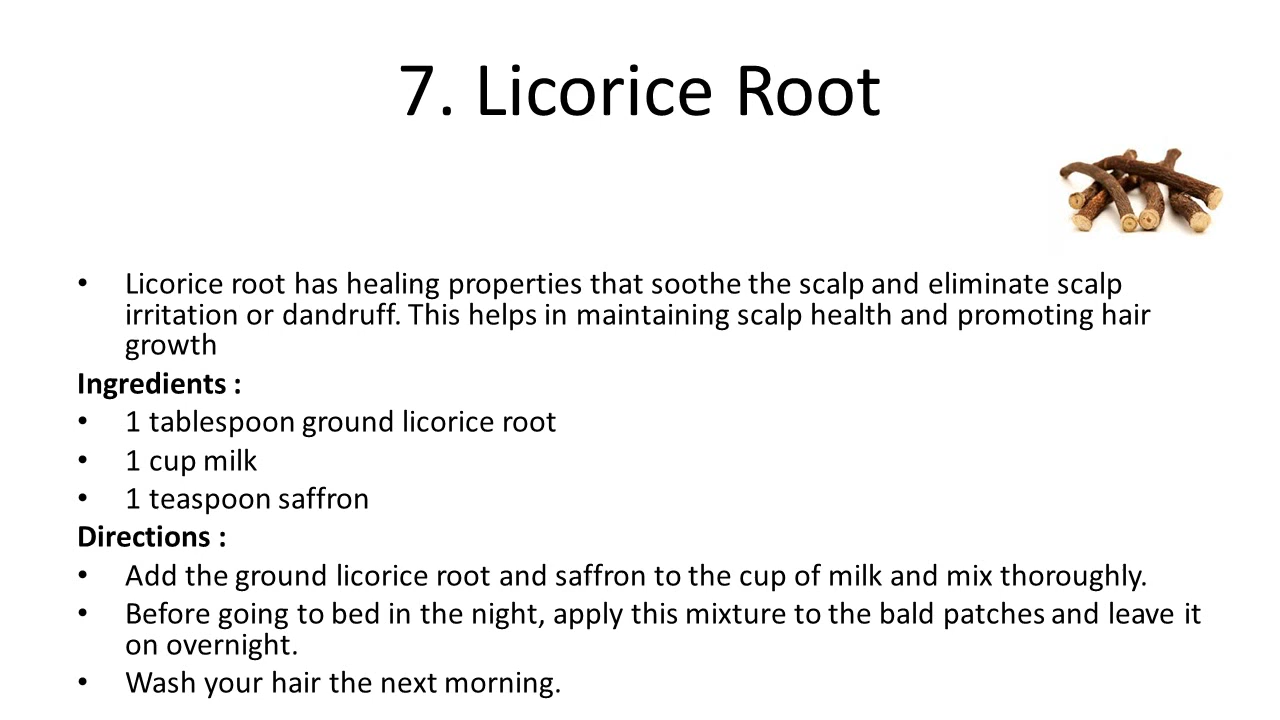 7. Licorice Root
• Licorice root has healing properties that soothe the scalp and eliminate scalp
irritation or dandruff. This helps in maintaining scalp health and promoting hair
growth
Ingredients :
• 1 tablespoon ground licorice root
• 1 cup milk
• 1 teaspoon saffron
Directions :
• Add the ground licorice root and saffron to the cup of milk and mix thoroughly.
• Before going to bed in the night, apply this mixture to the bald patches and leave it
on overnight.
• Wash your hair the next morning.